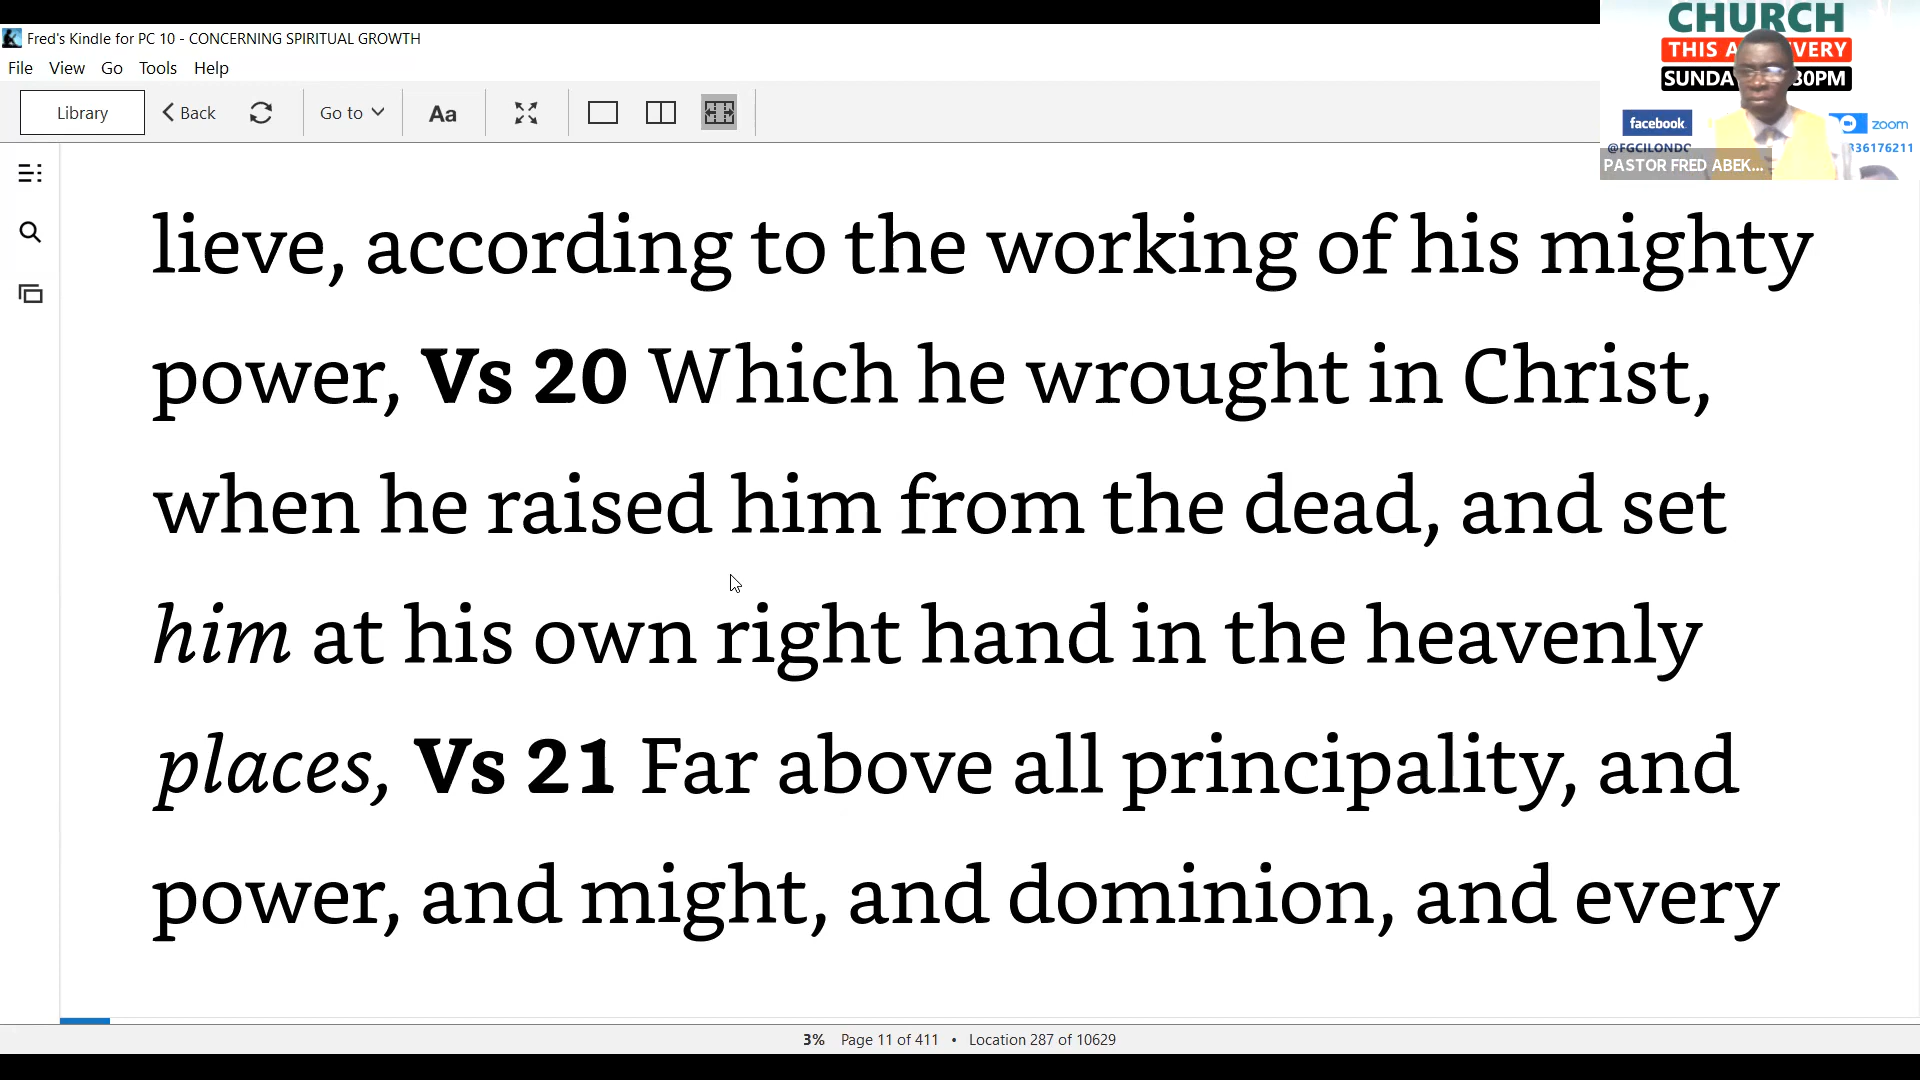 Fred's Kindle for PC 10 - CONCERNING SPIRITUAL GROWTH
File View Go Tools Help
Library Back Go to Aa
CHURCH
THIS
SUNDA 30PM
facebook zoom
@FGCILONDO 336176211
PASTOR FRED ABEK...
lieve, according to the working of his mighty
power, Vs 20 Which he wrought in Christ,
when he raised him from the dead, and set
him at his own right hand in the heavenly
places, Vs 21 Far above all principality, and
power, and might, and dominion, and every
3% Page 11 of 411 • Location 287 of 10629